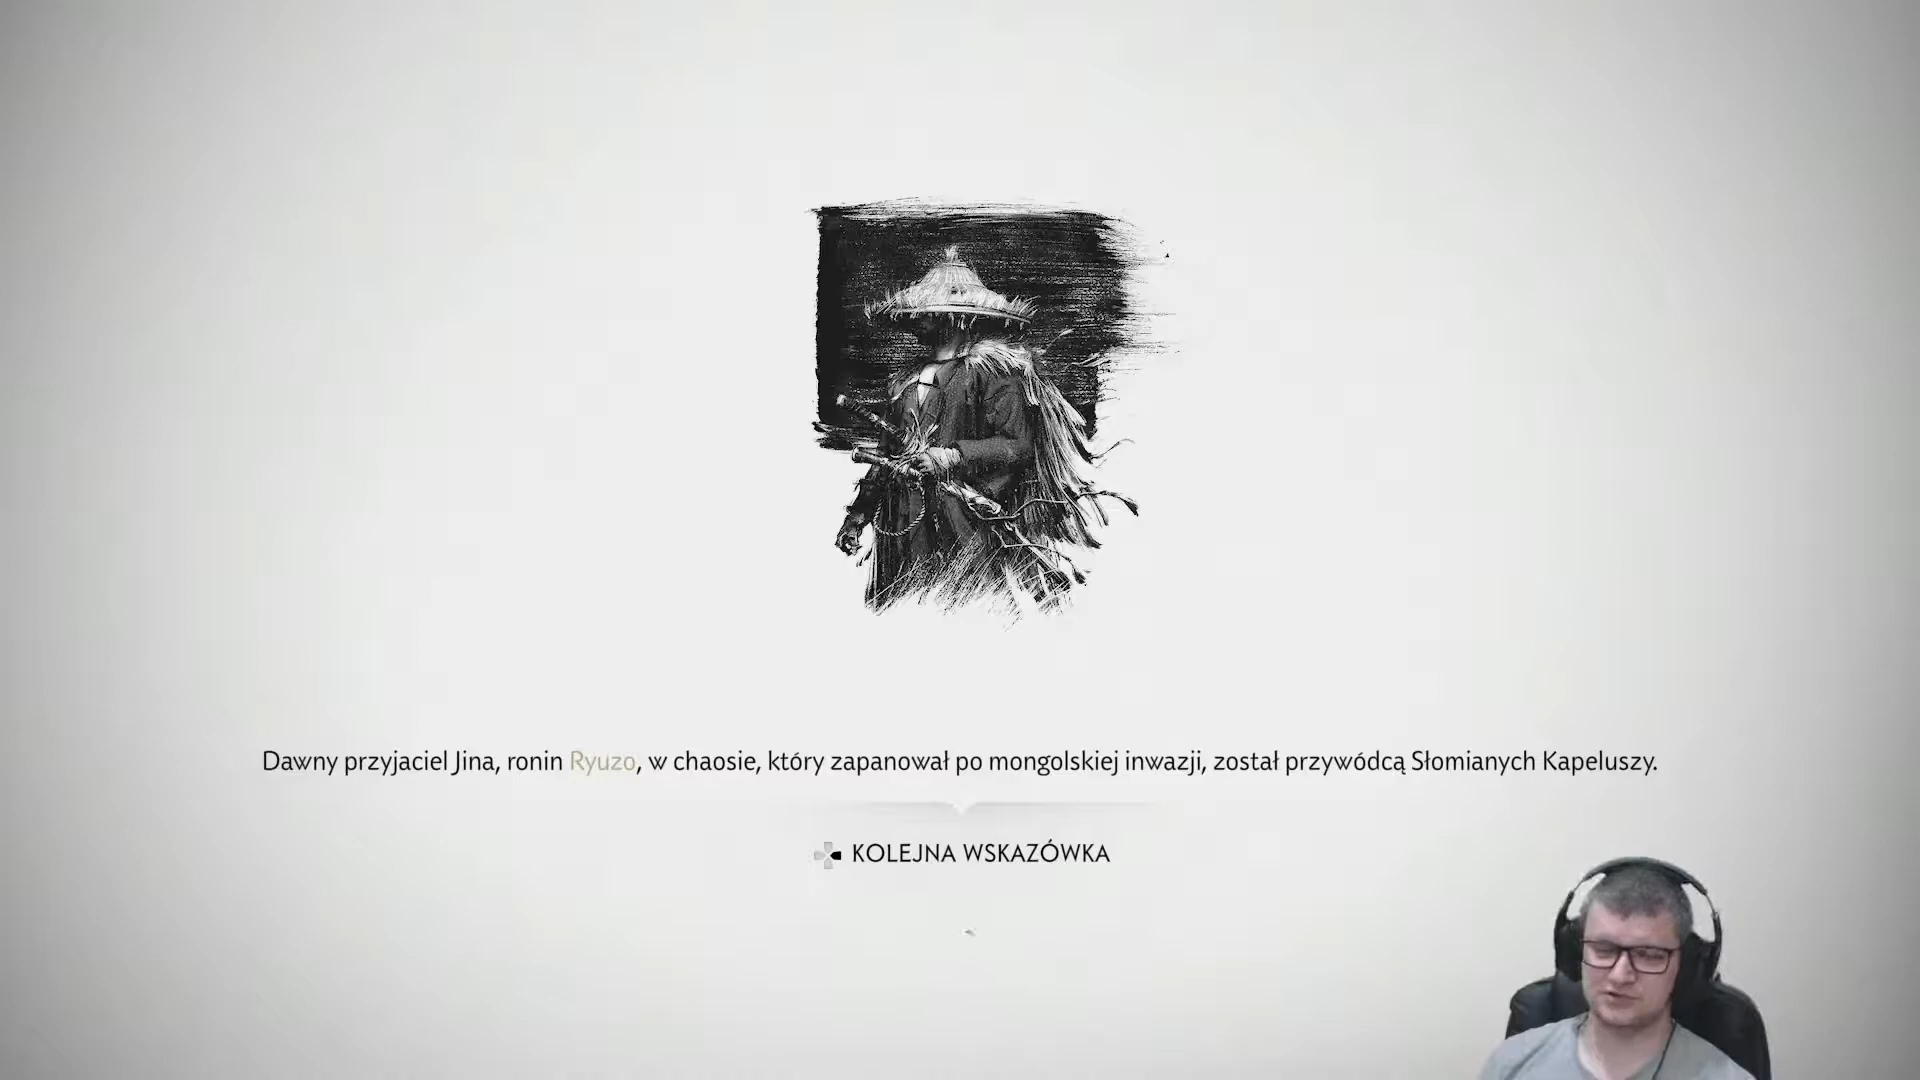 Dawny przyjaciel Jina, ronin Ryuzo, w chaosie, który zapanował po mongolskiej inwazji, został przywódcą Słomianych Kapeluszy.
KOLEJNA WSKAZÓWKA